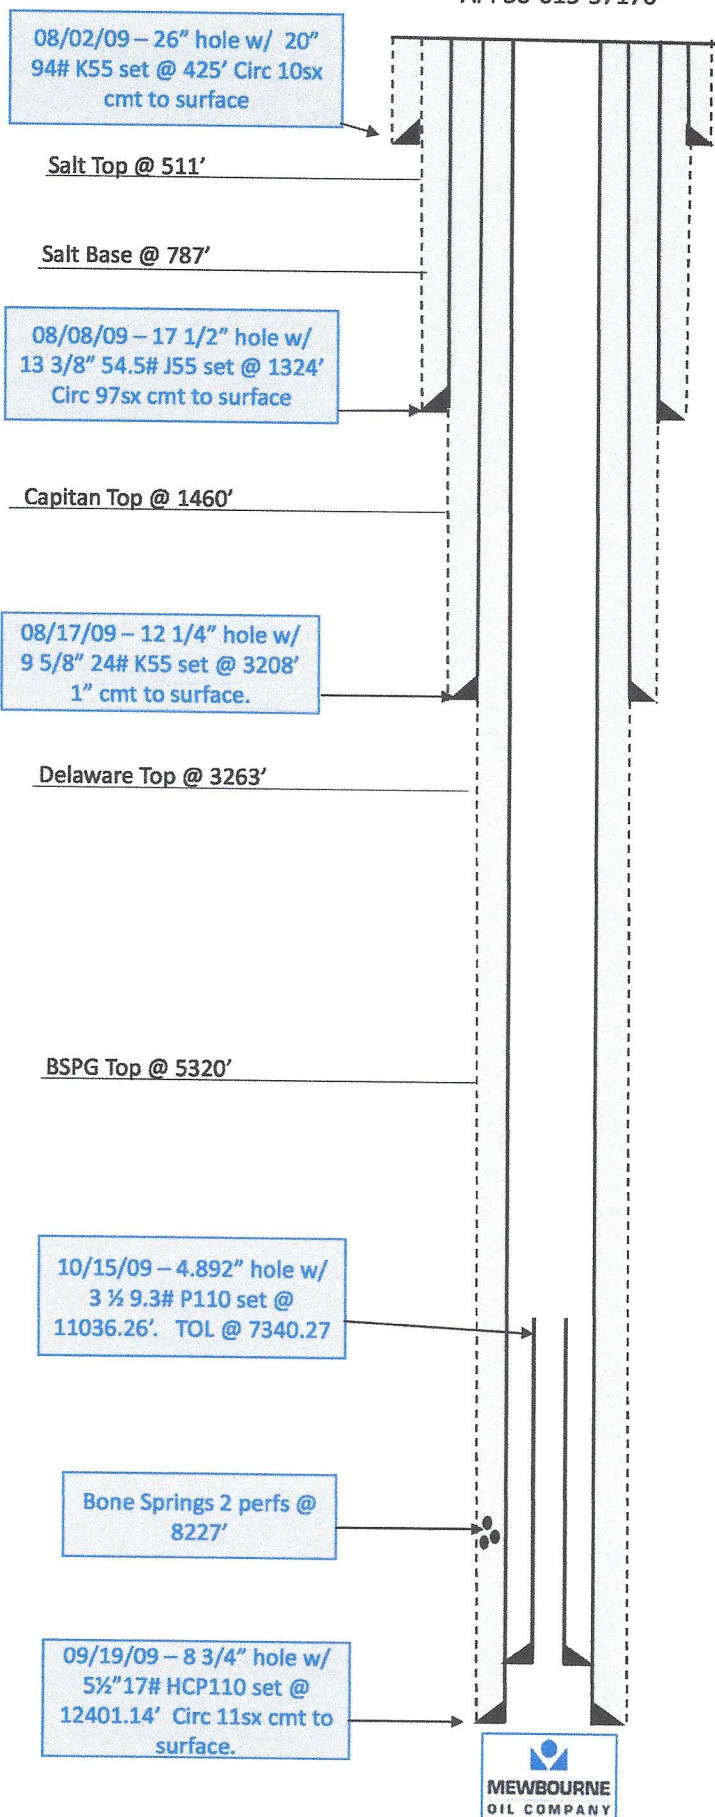 08/02/09 – 26” hole w/ 20”
94# K55 set @ 425’ Circ 10sx
cmt to surface
Salt Top @ 511’
Salt Base @ 787’
08/08/09 – 17 1/2” hole w/
13 3/8” 54.5# J55 set @ 1324’
Circ 97sx cmt to surface
Capitan Top @ 1460’
08/17/09 – 12 1/4” hole w/
9 5/8” 24# K55 set @ 3208’
1” cmt to surface.
Delaware Top @ 3263’
BSPG Top @ 5320’
10/15/09 – 4.892” hole w/
3 ½ 9.3# P110 set @
11036.26’. TOL @ 7340.27
Bone Springs 2 perfs @
8227’
09/19/09 – 8 3/4” hole w/
5½”17# HCP110 set @
12401.14’ Circ 11sx cmt to
surface.
MEWBOURNE
OIL COMPANY